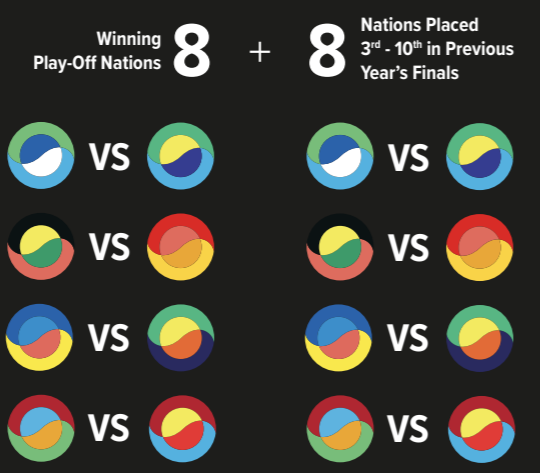 Winning
Play-Off Nations
8
+
8
Nations Placed
3rd - 10th in Previous
Year's Finals
VS
VS
VS
VS
VS
VS
VS
VS